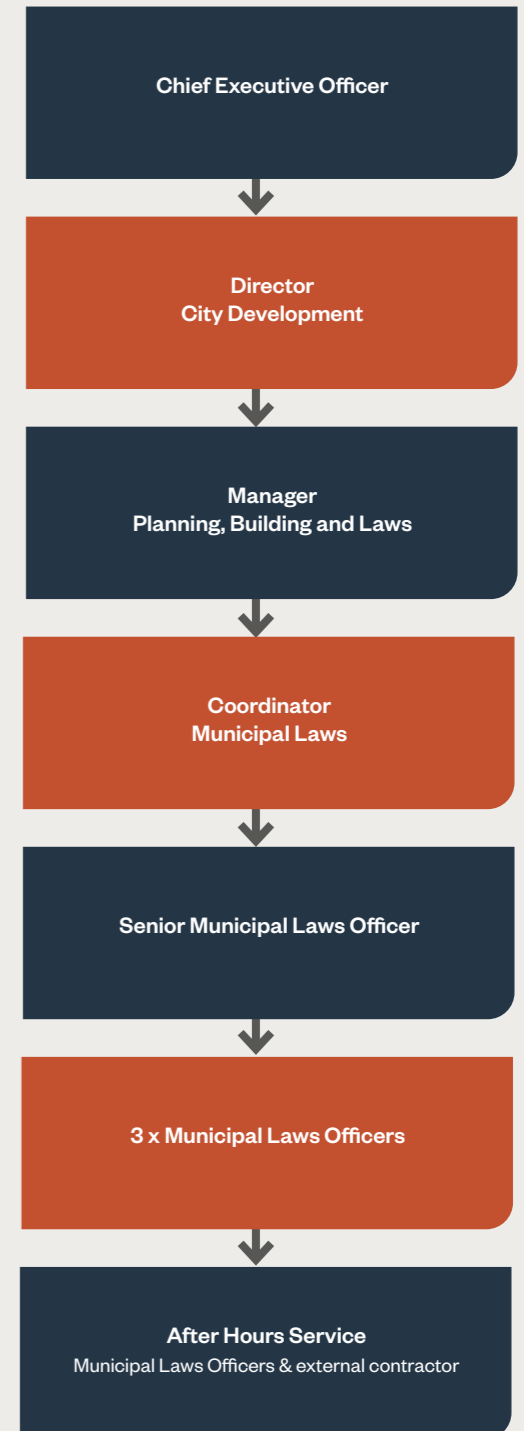 Chief Executive Officer
Director
City Development
Manager
Planning, Building and Laws
Coordinator
Municipal Laws
Senior Municipal Laws Officer
3 x Municipal Laws Officers
After Hours Service
Municipal Laws Officers & external contractor